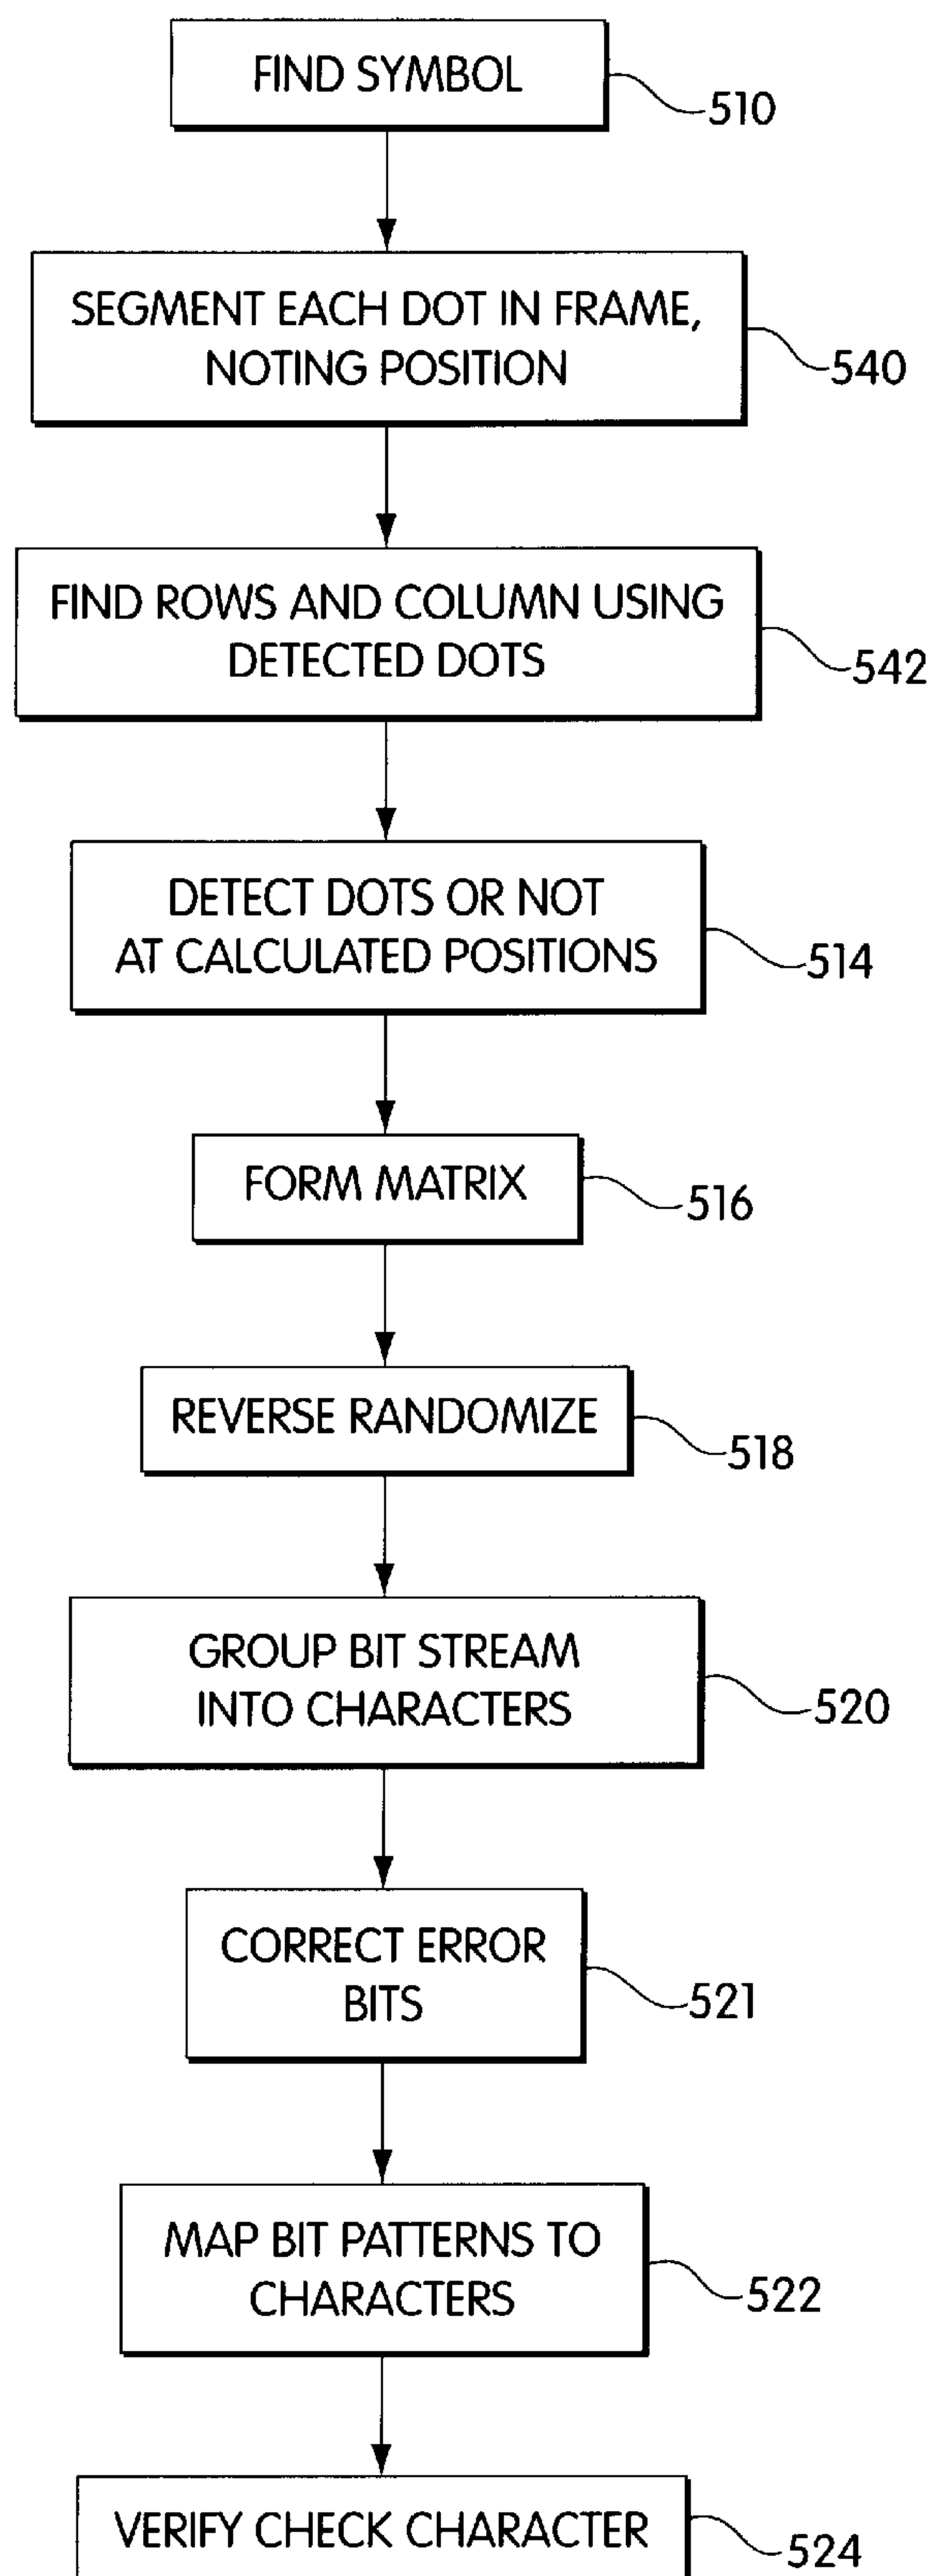 FIND SYMBOL
510
SEGMENT EACH DOT IN FRAME,
NOTING POSITION
540
FIND ROWS AND COLUMN USING
DETECTED DOTS
542
DETECT DOTS OR NOT
AT CALCULATED POSITIONS
514
FORM MATRIX
516
REVERSE RANDOMIZE
518
GROUP BIT STREAM
INTO CHARACTERS
520
CORRECT ERROR
BITS
521
MAP BIT PATTERNS TO
CHARACTERS
522
VERIFY CHECK CHARACTER
524